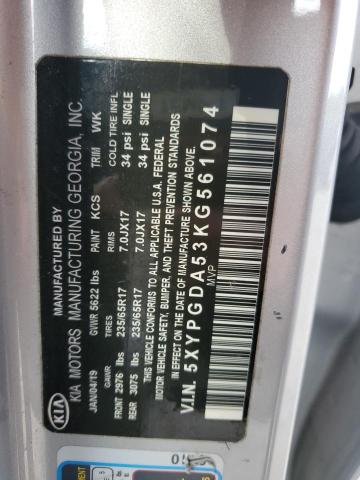 KIA
MANUFACTURED BY
KIA MOTORS MANUFACTURING GEORGIA, INC.
JAN/04/19 GVWR 5622 lbs PAINT KCS TRIM WK
GAWR TIRES COLD TIRE INFL
FRONT 2976 lbs 235/65R17 7.0JX17 34 psi SINGLE
REAR 3075 lbs 235/65R17 7.0JX17 34 psi SINGLE
THIS VEHICLE CONFORMS TO ALL APPLICABLE U.S.A. FEDERAL
MOTOR VEHICLE SAFETY, BUMPER, AND THEFT PREVENTION STANDARDS
IN EFFECT ON THE DATE OF MANUFACTURE SHOWN ABOVE.
V.I.N. 5XYPGDA53KG561074
MVP